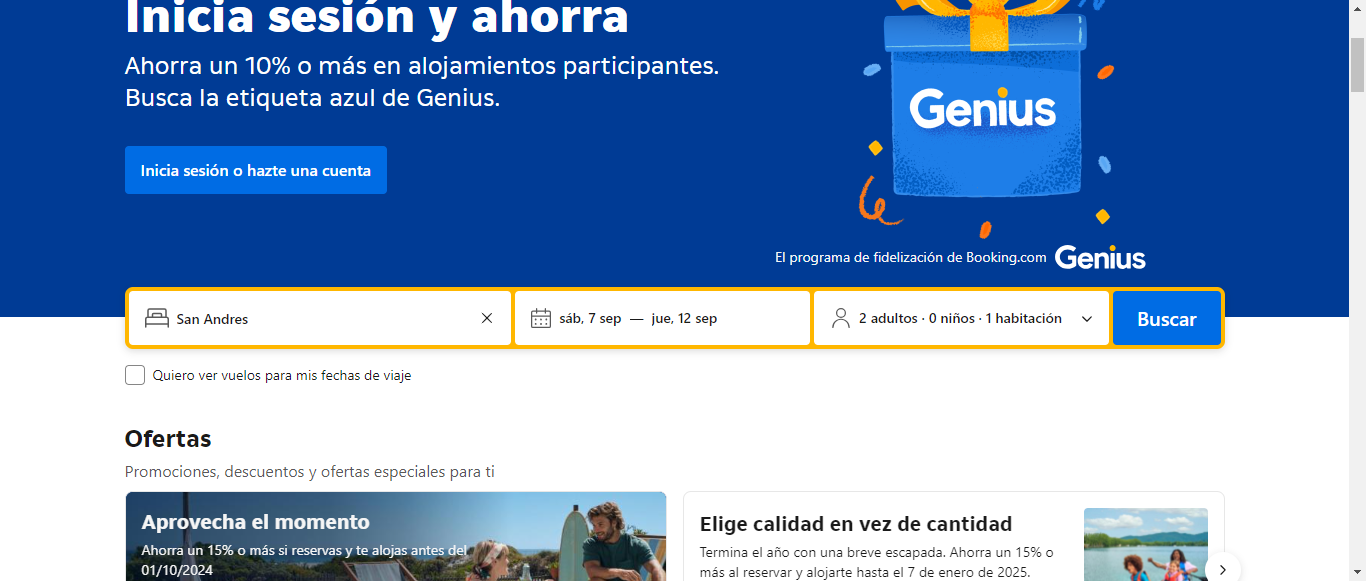 Inicia sesión y ahorra
Ahorra un 10% o más en alojamientos participantes.
Busca la etiqueta azul de Genius.
Genius
Inicia sesión o hazte una cuenta
El programa de fidelización de Booking.com Genius
San Andres
sáb, 7 sep — jue, 12 sep
2 adultos · 0 niños · 1 habitación
Buscar
Quiero ver vuelos para mis fechas de viaje
Ofertas
Promociones, descuentos y ofertas especiales para ti
Aprovecha el momento
Ahorra un 15% o más si reservas y te alojas antes del
01/10/2024
Elige calidad en vez de cantidad
Termina el año con una breve escapada. Ahorra un 15% o
más al reservar y alojarte hasta el 7 de enero de 2025.